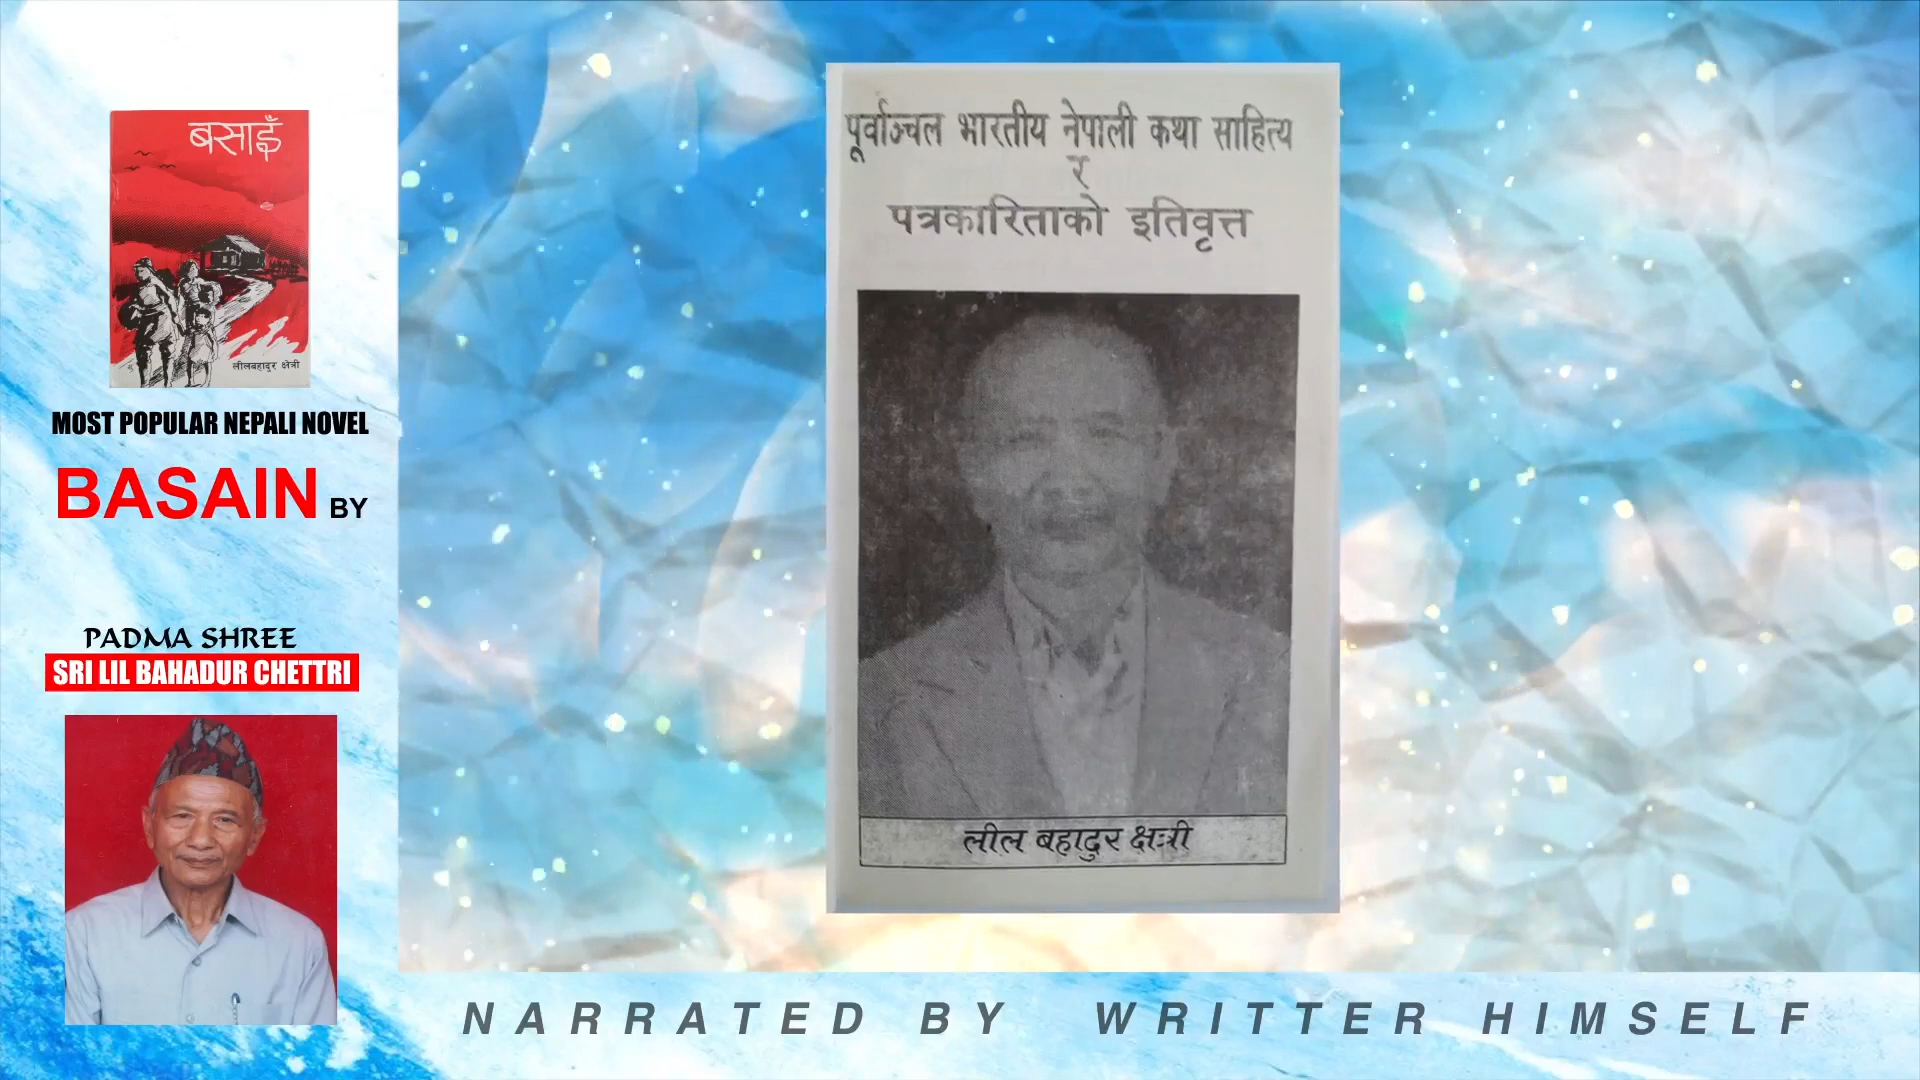 बसाइँ
लीलबहादुर क्षेत्री
MOST POPULAR NEPALI NOVEL
BASAIN BY
PADMA SHREE
SRI LIL BAHADUR CHETTRI
पूर्वाञ्चल भारतीय नेपाली कथा साहित्य
र
पत्रकारिताको इतिवृत्त
लील बहादुर क्षत्री
NARRATED BY WRITTER HIMSELF